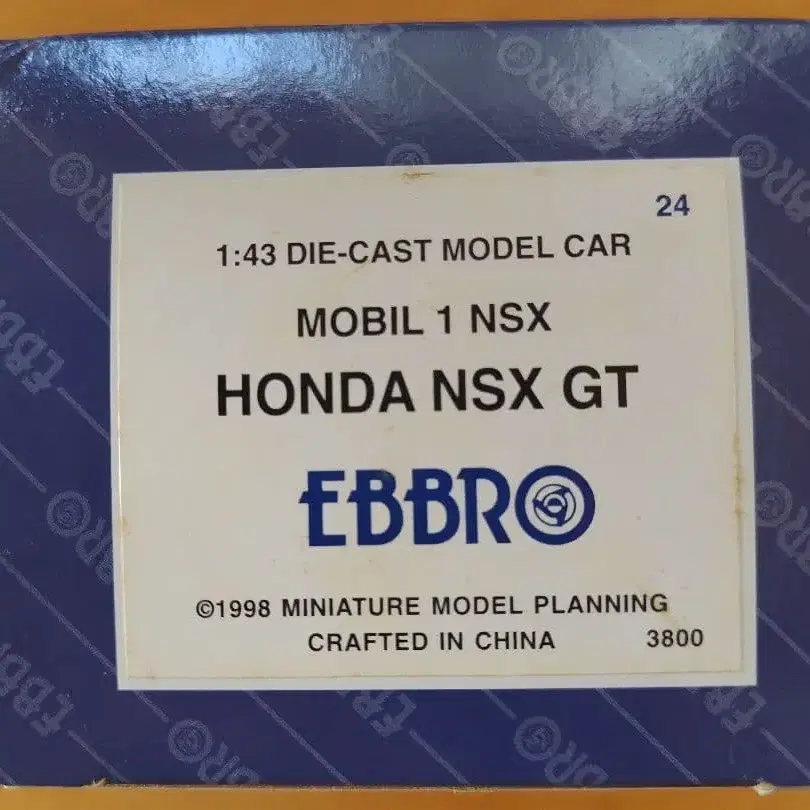 24
1:43 DIE-CAST MODEL CAR
MOBIL 1 NSX
HONDA NSX GT
EBBRO
©1998 MINIATURE MODEL PLANNING
CRAFTED IN CHINA 3800